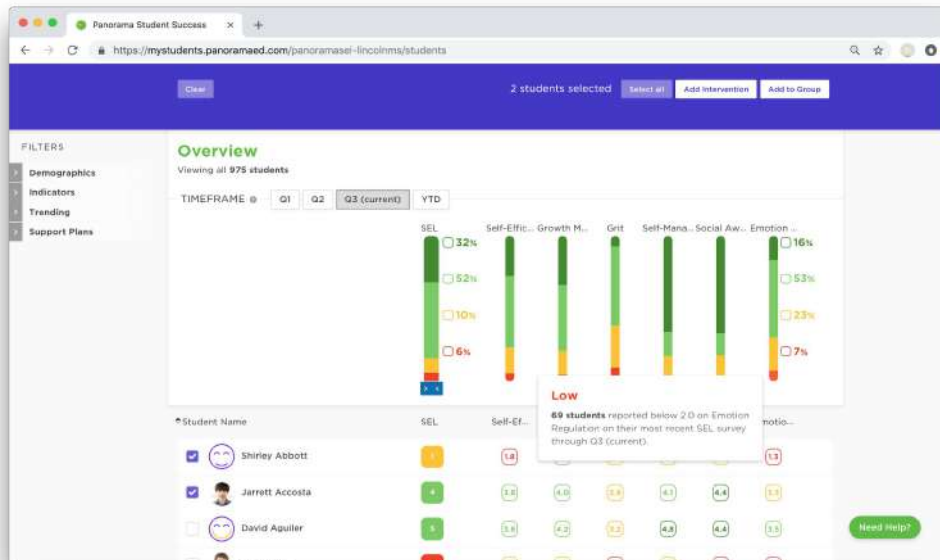 Panorama Student Success
https://mystudents.panoramaed.com/panoramasel-lincolnms/students
Clear
2 students selected
Select all
Add Intervention
Add to Group
FILTERS
Demographics
Indicators
Trending
Support Plans
Overview
Viewing all 975 students
TIMEFRAME
Q1
Q2
Q3 (current)
YTD
SEL
Self-Effic...
Growth M...
Grit
Self-Mana...
Social Aw...
Emotion ...
32%
52%
10%
6%
16%
53%
23%
7%
Low
69 students reported below 2.0 on Emotion
Regulation on their most recent SEL survey
through Q3 (current).
Student Name
SEL
Self-Ef...
motio...
Shirley Abbott
1.8
1.3
Jarrett Accosta
4
3.8
4.0
4.1
4.4
David Aguiler
5
3.8
4.2
3.2
4.8
4.4
3.5
Need Help?